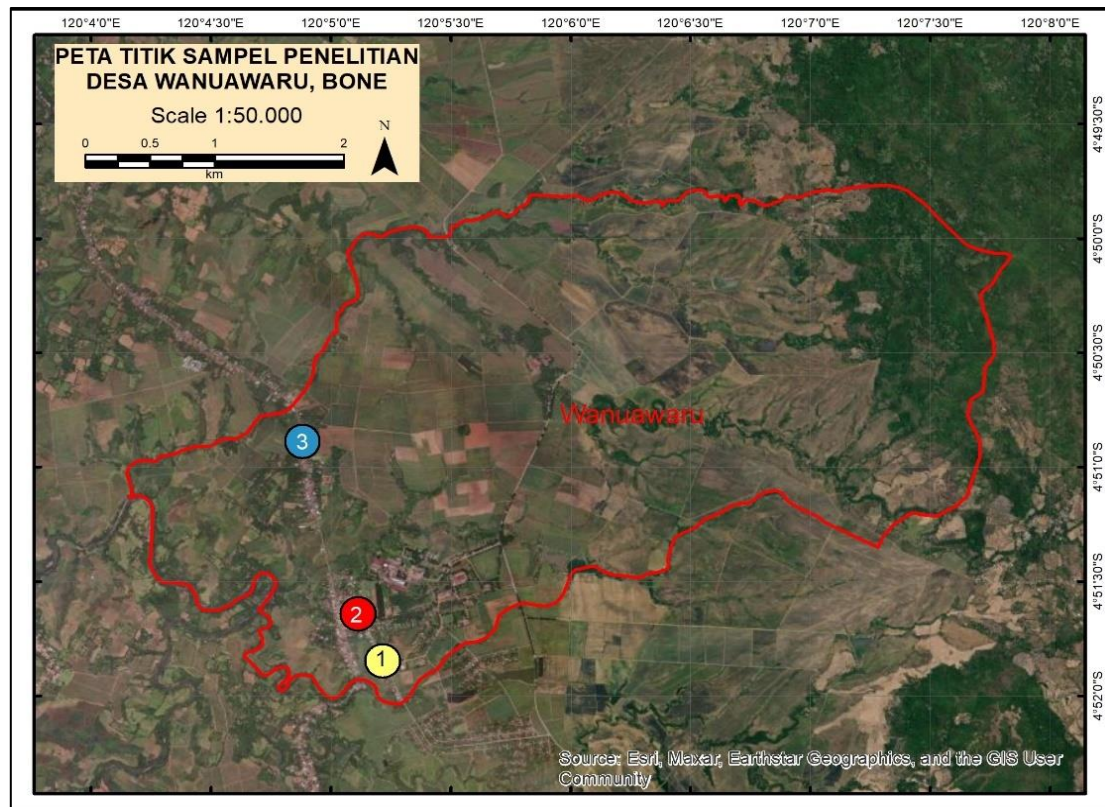 120°4'0"E 120°4'30"E 120°5'0"E 120°5'30"E 120°6'0"E 120°6'30"E 120°7'0"E 120°7'30"E 120°8'0"E
PETA TITIK SAMPEL PENELITIAN
DESA WANUAWARU, BONE
Scale 1:50.000
N
0 0.5 1 2
km
4°49'30"S
4°50'0"S
4°50'30"S
Wanuawaru
3
4°51'0"S
4°51'30"S
2
1
4°52'0"S
Source: Esri, Maxar, Earthstar Geographics, and the GIS User
Community